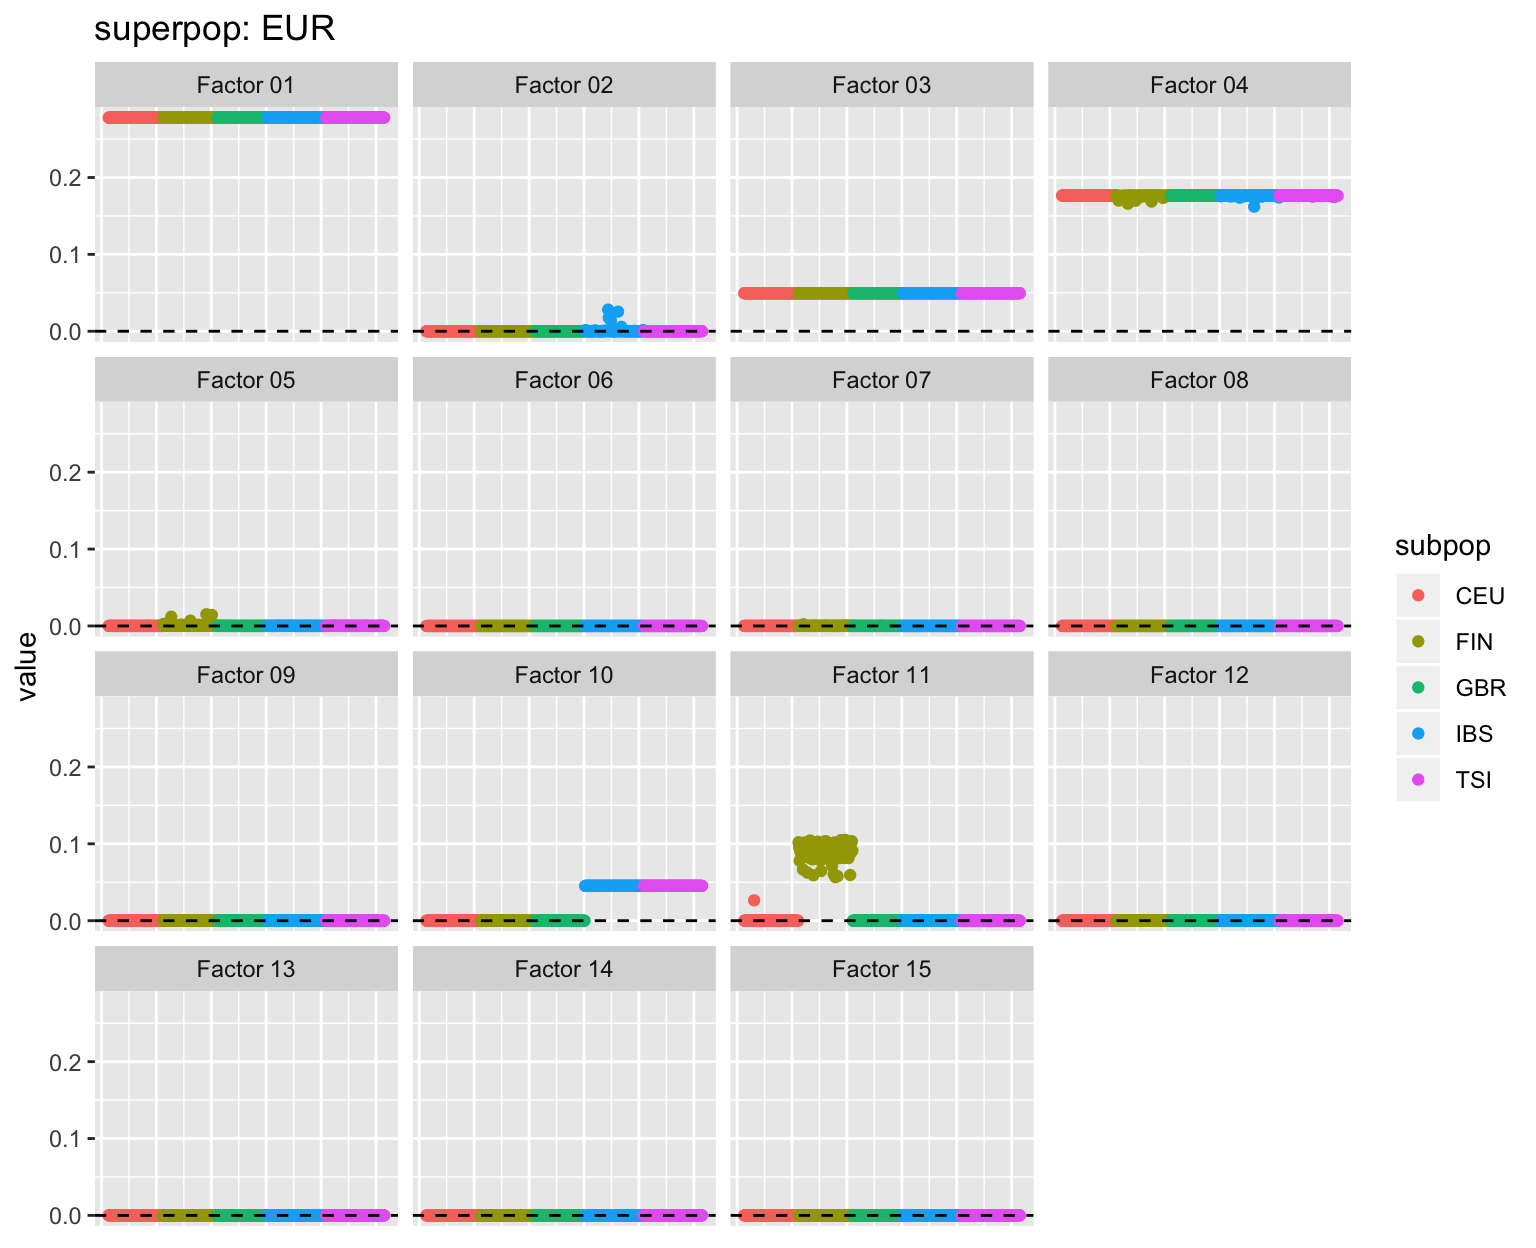 superpop: EUR
Factor 01 Factor 02 Factor 03 Factor 04
0.2
0.1
0.0
Factor 05 Factor 06 Factor 07 Factor 08
0.2
0.1
0.0
Factor 09 Factor 10 Factor 11 Factor 12
0.2
0.1
0.0
Factor 13 Factor 14 Factor 15
0.2
0.1
0.0
value
subpop
CEU
FIN
GBR
IBS
TSI